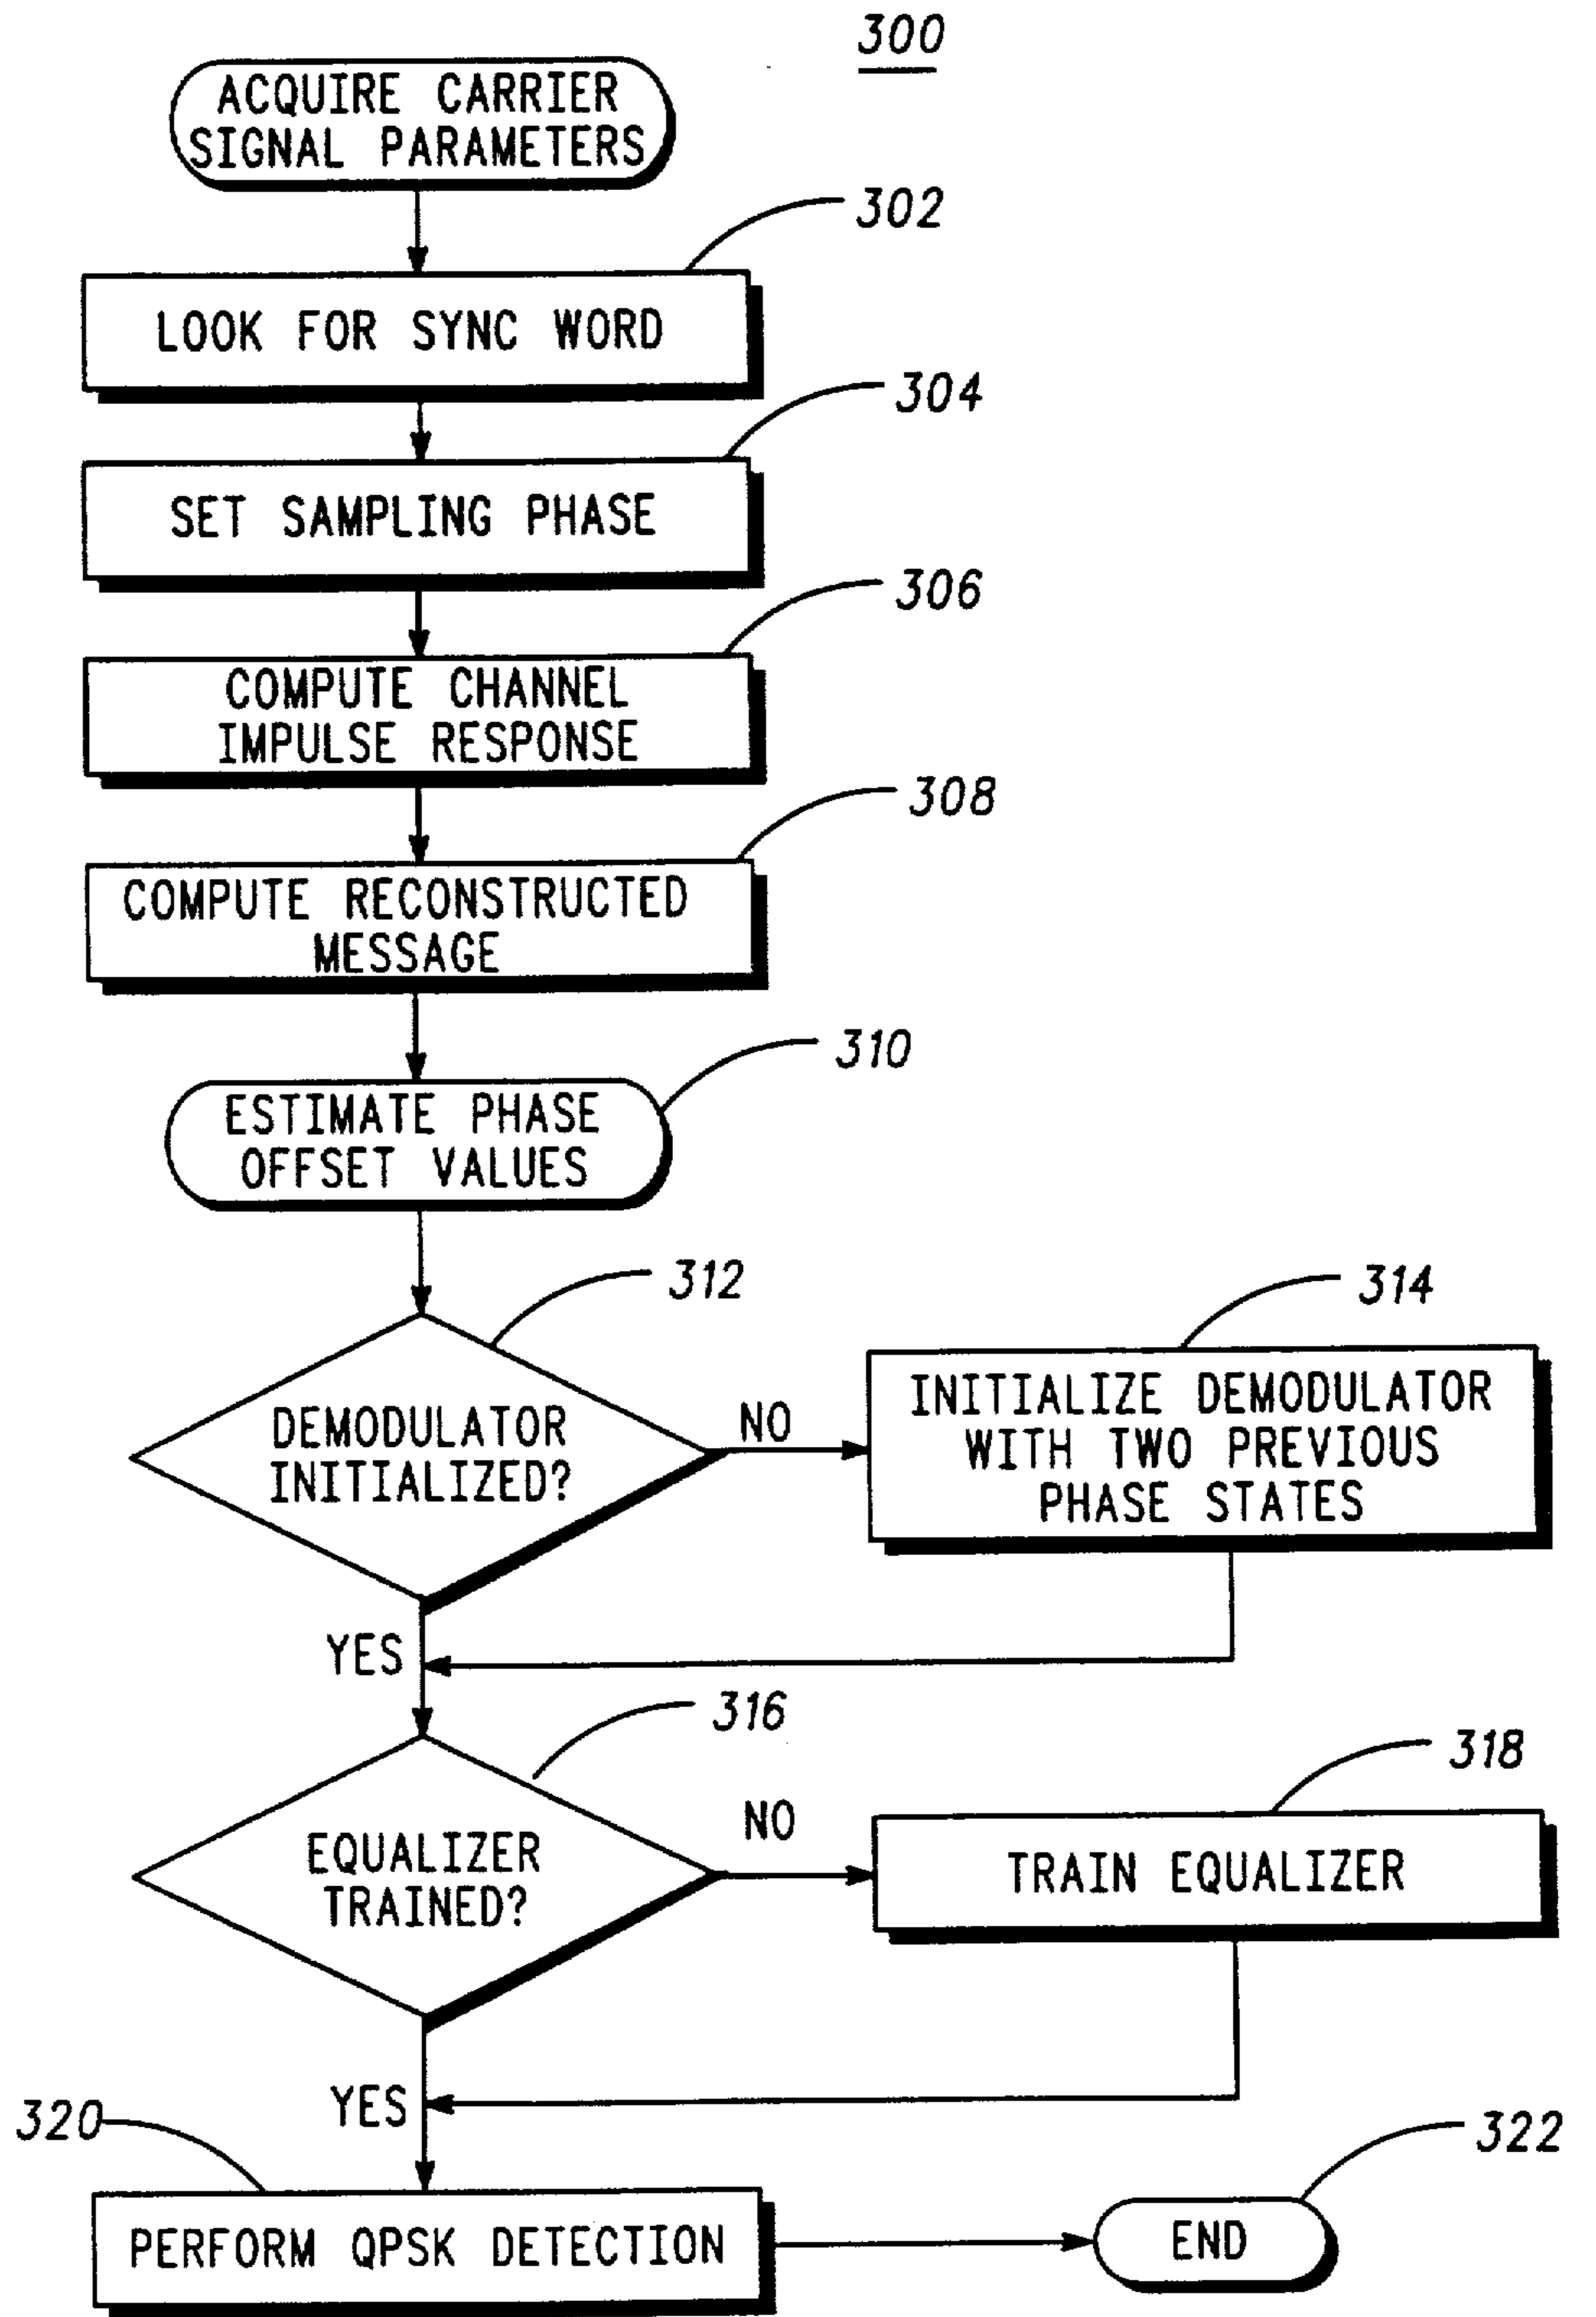 300
ACQUIRE CARRIER
SIGNAL PARAMETERS
302
LOOK FOR SYNC WORD
304
SET SAMPLING PHASE
306
COMPUTE CHANNEL
IMPULSE RESPONSE
308
COMPUTE RECONSTRUCTED
MESSAGE
310
ESTIMATE PHASE
OFFSET VALUES
312
DEMODULATOR
INITIALIZED?
NO
314
INITIALIZE DEMODULATOR
WITH TWO PREVIOUS
PHASE STATES
YES
316
EQUALIZER
TRAINED?
NO
318
TRAIN EQUALIZER
YES
320
PERFORM QPSK DETECTION
322
END